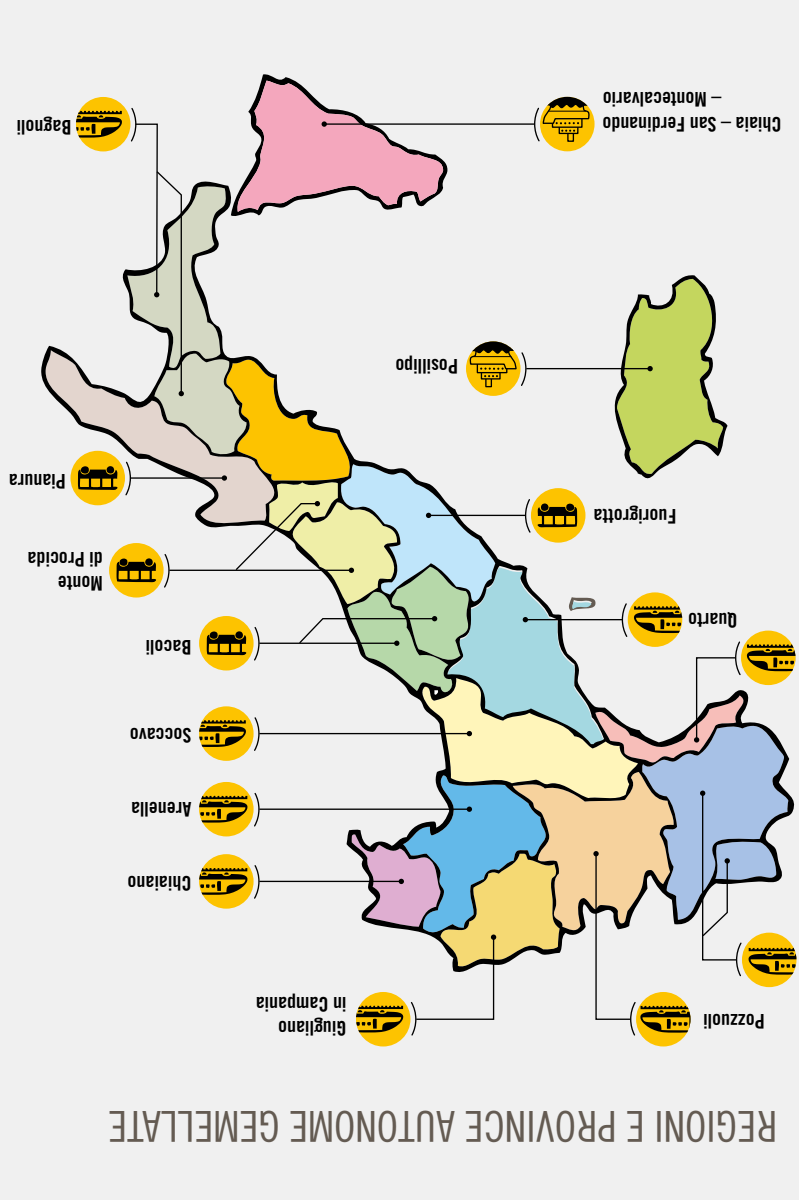 REGIONI E PROVINCE AUTONOME GEMELLATE
Pozzuoli
Giugliano
in Campania
Chiaiano
Arenella
Soccavo
Quarto
Bacoli
Monte
di Procida
Fuorigrotta
Pianura
Posillipo
Chiaia – San Ferdinando
– Montecalvario
Bagnoli